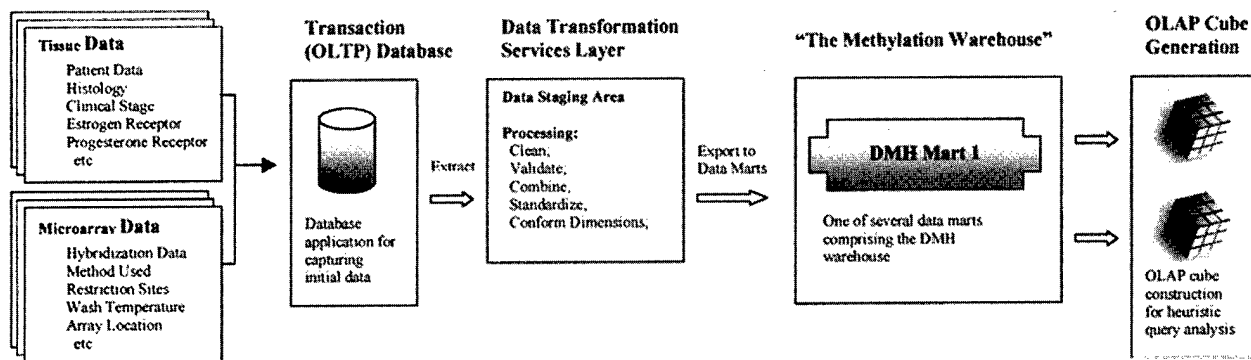 Tissue Data
Patient Data
Histology
Clinical Stage
Estrogen Receptor
Progesterone Receptor
etc
Microarray Data
Hybridization Data
Method Used
Restriction Sites
Wash Temperature
Array Location
etc
Transaction
(OLTP) Database
Database
application for
capturing
initial data
Extract
Data Transformation
Services Layer
Data Staging Area
Processing:
Clean;
Validate;
Combine;
Standardize;
Conform Dimensions;
Export to
Data Marts
“The Methylation Warehouse”
DMH Mart 1
One of several data marts
comprising the DMH
warehouse
OLAP Cube
Generation
OLAP cube
construction
for heuristic
query analysis